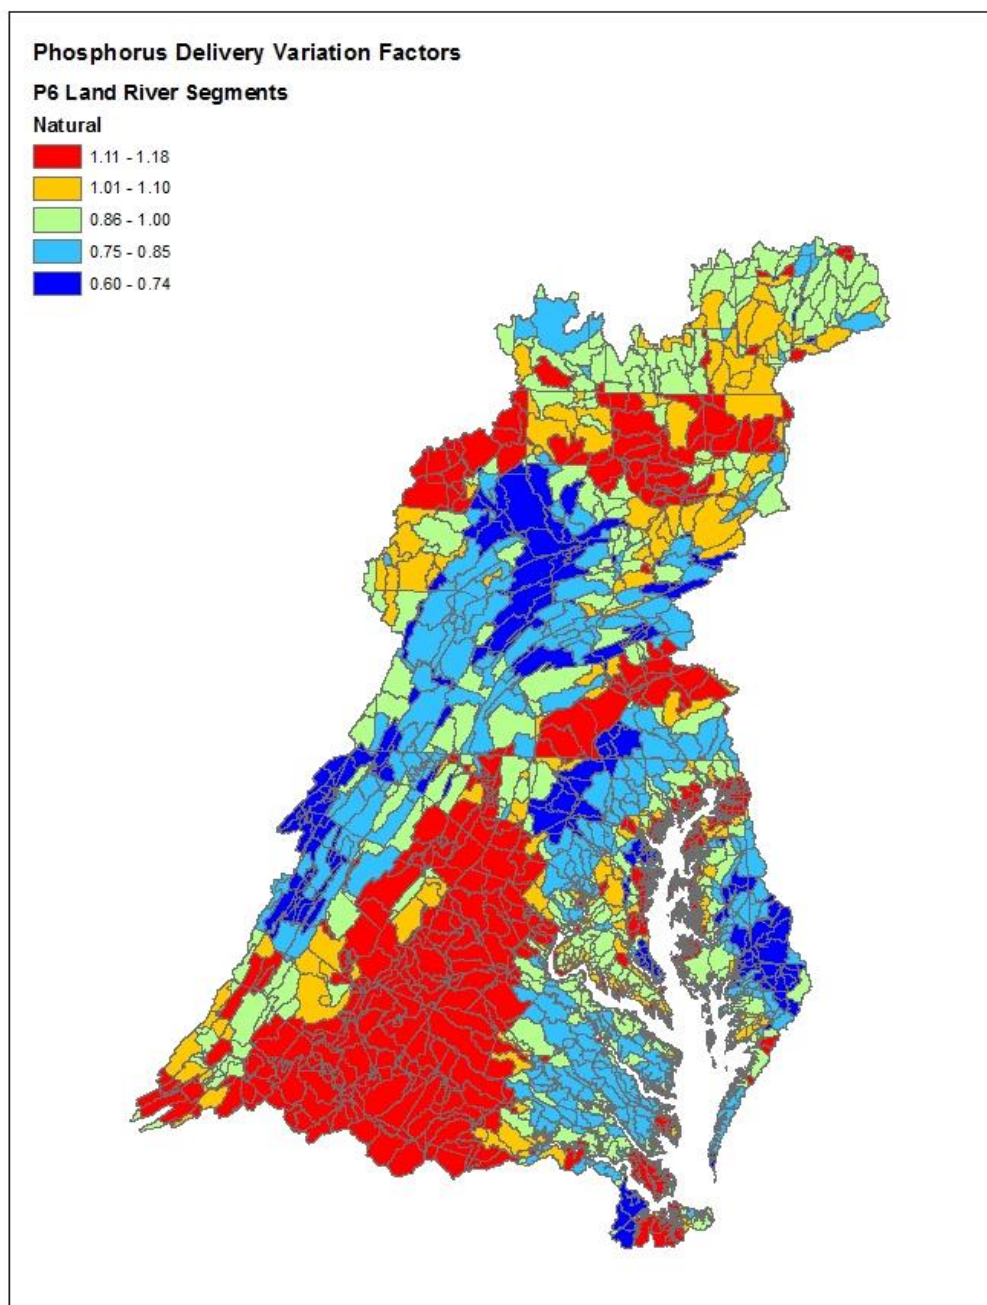 Phosphorus Delivery Variation Factors
P6 Land River Segments
Natural
1.11 - 1.18
1.01 - 1.10
0.86 - 1.00
0.75 - 0.85
0.60 - 0.74